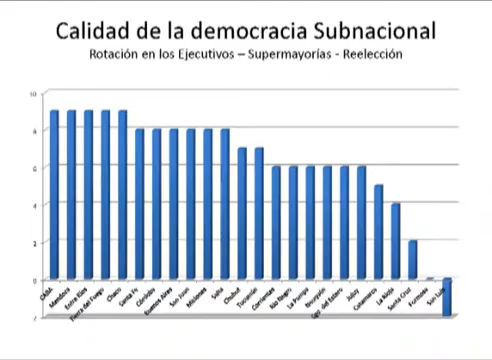 Calidad de la democracia Subnacional
Rotación en los Ejecutivos – Supermayorías - Reelección
10
8
6
4
2
0
CABA
Mendoza
Entre Ríos
Tierra del Fuego
Chaco
Santa Fe
Córdoba
Buenos Aires
San Juan
Misiones
Salta
Chubut
Tucumán
Corrientes
Río Negro
La Pampa
Neuquén
Sgo. del Estero
Jujuy
Catamarca
La Rioja
Santa Cruz
Formosa
San Luis